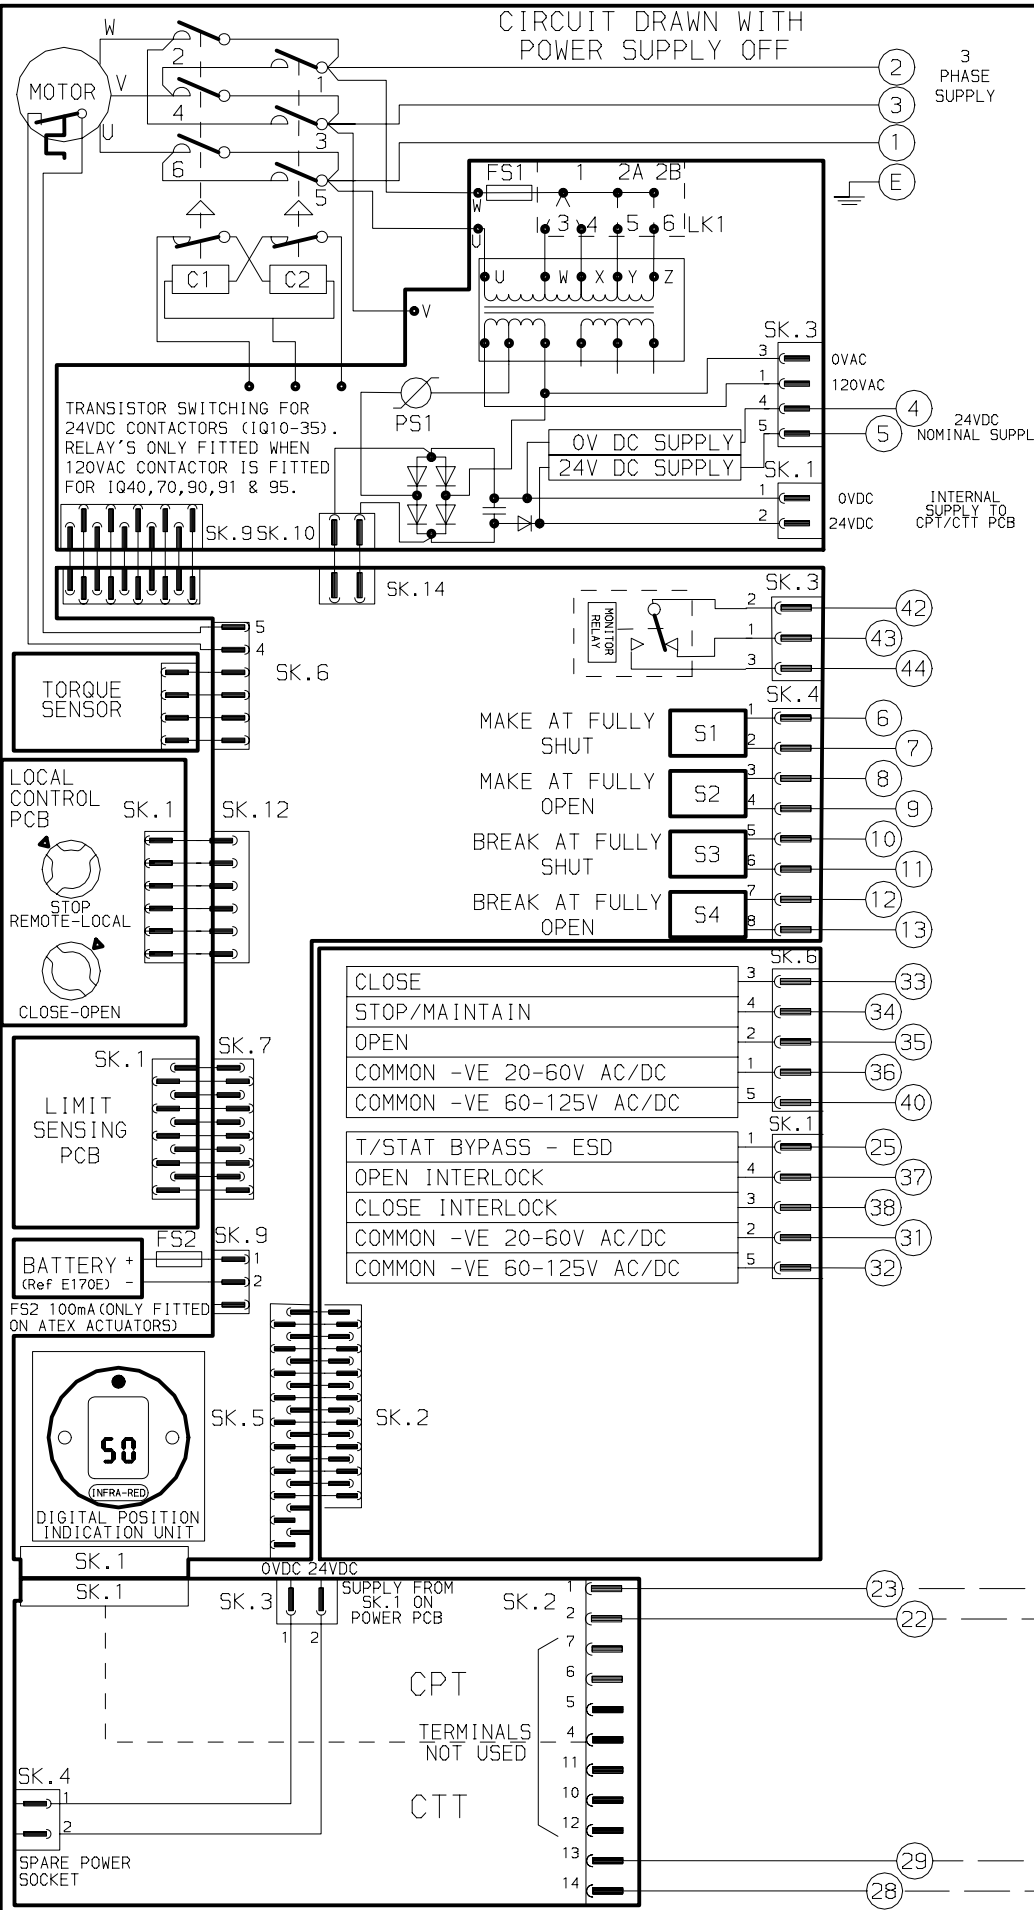 CIRCUIT DRAWN WITH
POWER SUPPLY OFF
W
MOTOR
V
U
2
4
6
1
3
5
2
3
1
E
3
PHASE
SUPPLY
C1
C2
FS1
1
2A
2B
W
U
3
4
5
6
LK1
U
W
X
Y
Z
V
PS1
TRANSISTOR SWITCHING FOR
24VDC CONTACTORS (IQ10-35).
RELAY'S ONLY FITTED WHEN
120VAC CONTACTOR IS FITTED
FOR IQ40,70,90,91 & 95.
SK.3
3 0VAC
1 120VAC
4 4
5 5
24VDC
NOMINAL SUPPL
0V DC SUPPLY
24V DC SUPPLY
SK.1
1 0VDC
2 24VDC
INTERNAL
SUPPLY TO
CPT/CTT PCB
SK.9
SK.10
SK.14
MONITOR
RELAY
SK.3
2 42
1 43
3 44
5
4
SK.6
TORQUE
SENSOR
SK.4
MAKE AT FULLY
SHUT
S1
1 6
2 7
MAKE AT FULLY
OPEN
S2
3 8
4 9
BREAK AT FULLY
SHUT
S3
5 10
6 11
BREAK AT FULLY
OPEN
S4
7 12
8 13
LOCAL
CONTROL
PCB
SK.1
SK.12
STOP
REMOTE-LOCAL
CLOSE-OPEN
SK.6
CLOSE 3 33
STOP/MAINTAIN 4 34
OPEN 2 35
COMMON -VE 20-60V AC/DC 1 36
COMMON -VE 60-125V AC/DC 5 40
SK.1
T/STAT BYPASS - ESD 1 25
OPEN INTERLOCK 4 37
CLOSE INTERLOCK 3 38
COMMON -VE 20-60V AC/DC 2 31
COMMON -VE 60-125V AC/DC 5 32
SK.1
SK.7
LIMIT
SENSING
PCB
FS2
SK.9
BATTERY +
(Ref E170E) -
1
2
FS2 100mA(ONLY FITTED
ON ATEX ACTUATORS)
SK.5
SK.2
50
INFRA-RED
DIGITAL POSITION
INDICATION UNIT
SK.1
SK.1
0VDC 24VDC
SK.3
1 2
SUPPLY FROM
SK.1 ON
POWER PCB
SK.2
1 23
2 22
7
6
5
4
11
10
12
13 29
14 28
CPT
TERMINALS
NOT USED
CTT
SK.4
1
2
SPARE POWER
SOCKET